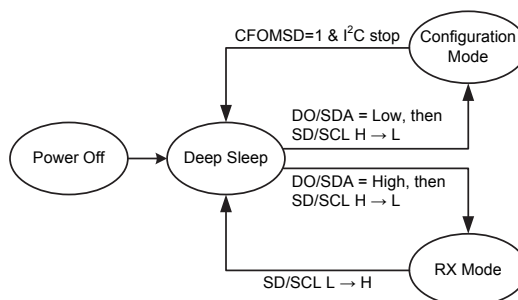 CFOMSD=1 & I²C stop
Configuration
Mode
DO/SDA = Low, then
SD/SCL H → L
Power Off
Deep Sleep
DO/SDA = High, then
SD/SCL H → L
SD/SCL L → H
RX Mode